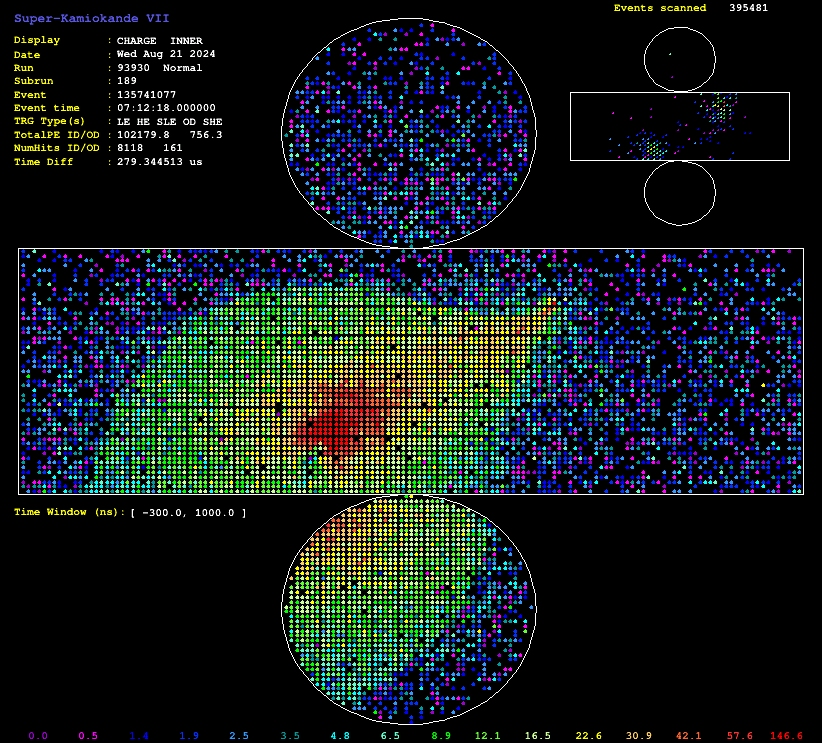 Super-Kamiokande VII
Events scanned 395481
Display : CHARGE INNER
Date : Wed Aug 21 2024
Run : 93930 Normal
Subrun : 189
Event : 135741077
Event time : 07:12:18.000000
TRG Type(s) : LE HE SLE OD SHE
TotalPE ID/OD : 102179.8 756.3
NumHits ID/OD : 8118 161
Time Diff : 279.344513 us
Time Window (ns): [ -300.0, 1000.0 ]
0.0 0.5 1.4 1.9 2.5 3.5 4.8 6.5 8.9 12.1 16.5 22.6 30.9 42.1 57.6 146.6